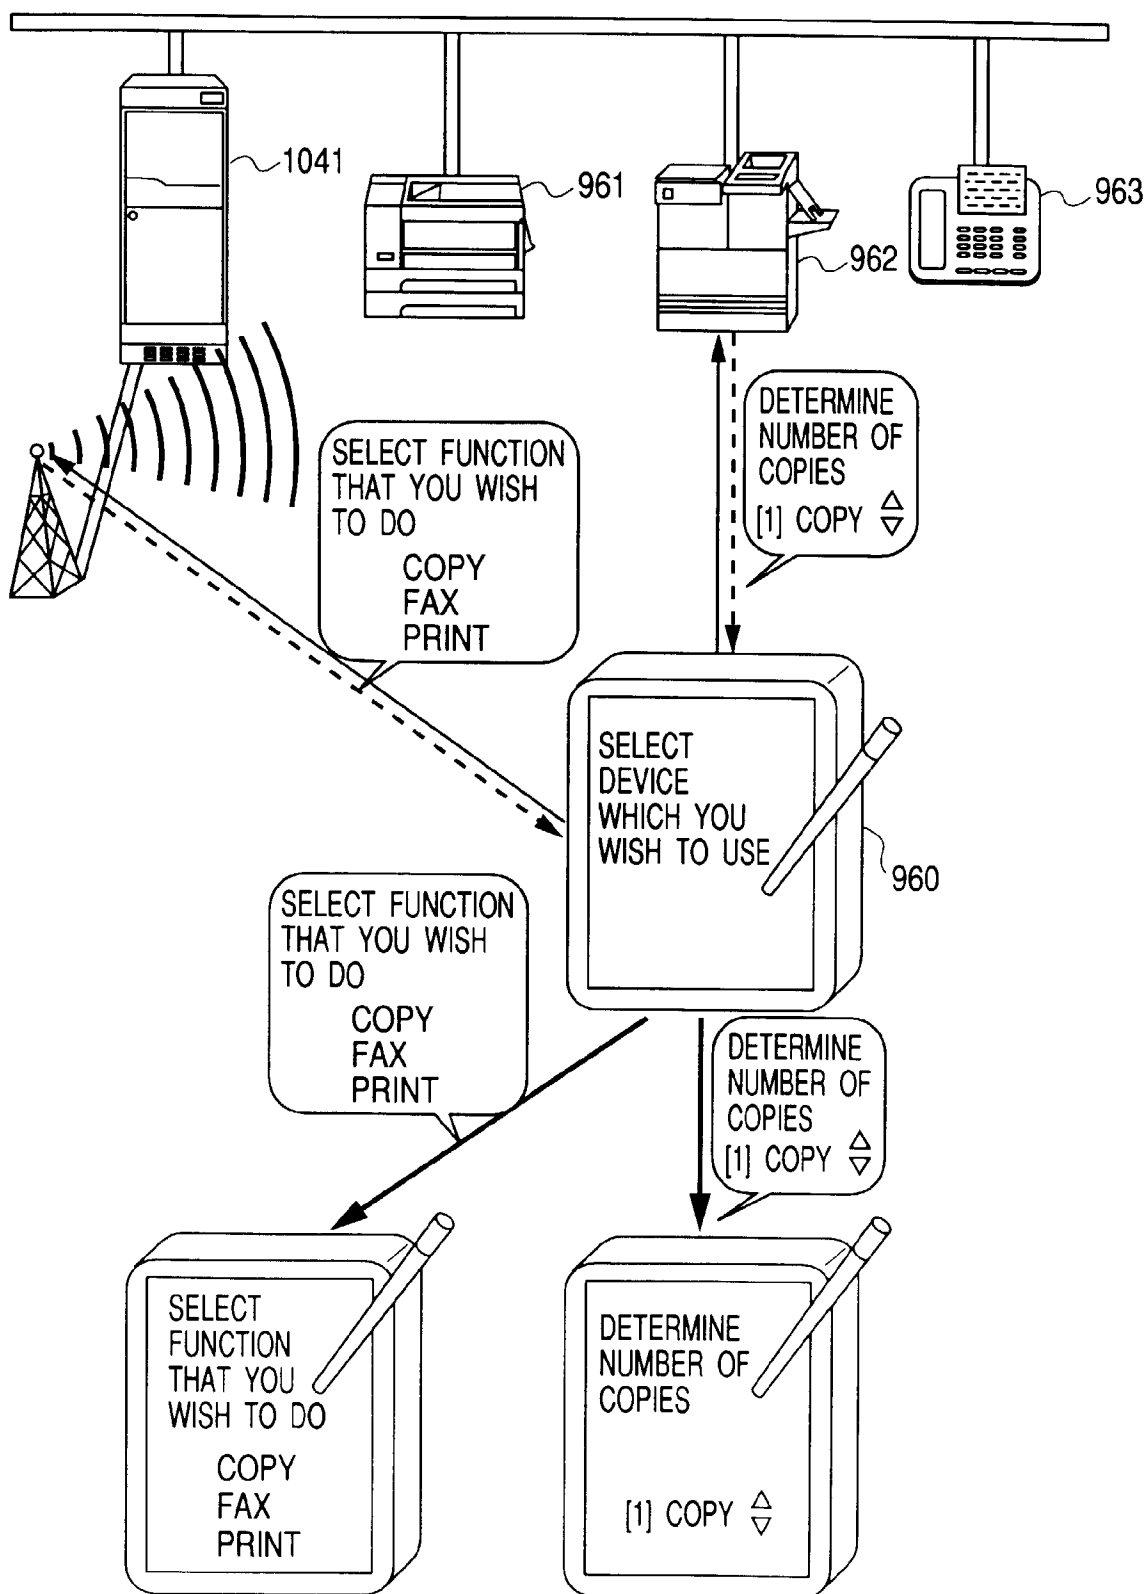 1041
961
962
963
DETERMINE
NUMBER OF
COPIES
[1] COPY
SELECT FUNCTION
THAT YOU WISH
TO DO
COPY
FAX
PRINT
SELECT
DEVICE
WHICH YOU
WISH TO USE
960
SELECT FUNCTION
THAT YOU WISH
TO DO
COPY
FAX
PRINT
DETERMINE
NUMBER OF
COPIES
[1] COPY
SELECT
FUNCTION
THAT YOU
WISH TO DO
COPY
FAX
PRINT
DETERMINE
NUMBER OF
COPIES
[1] COPY